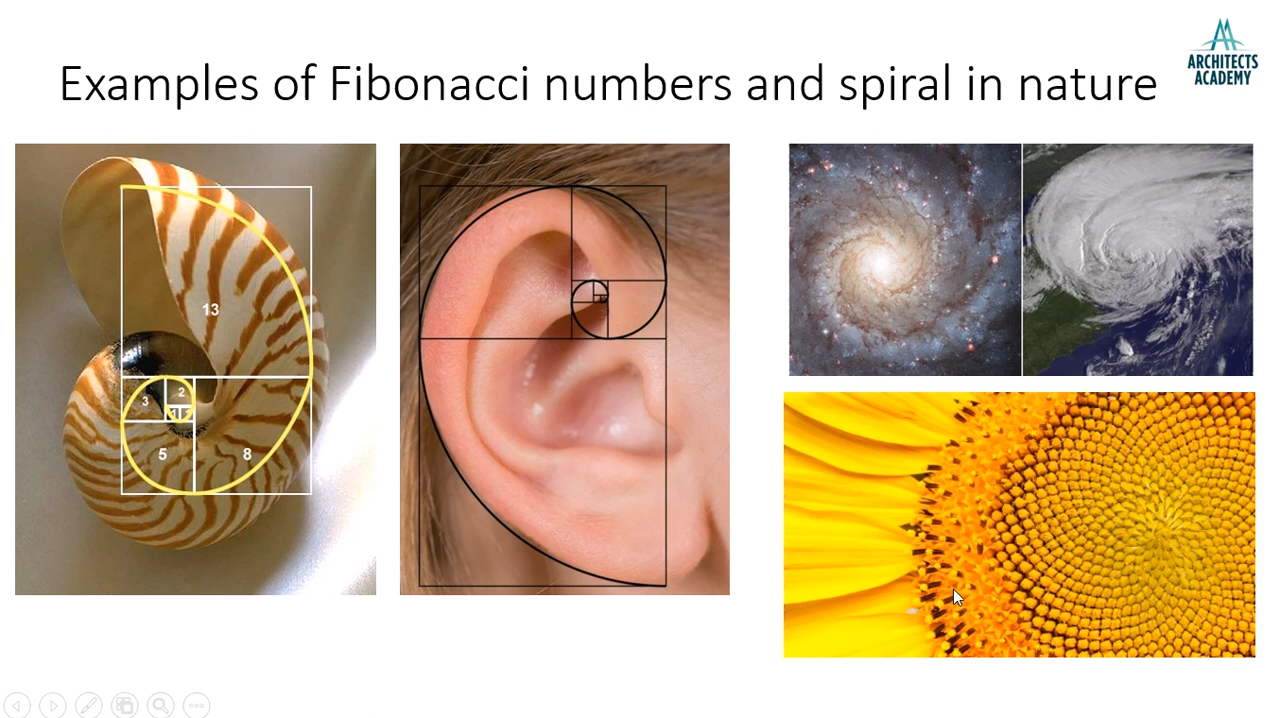 Examples of Fibonacci numbers and spiral in nature
ARCHITECTS
ACADEMY
13
3
2
1 1
5
8